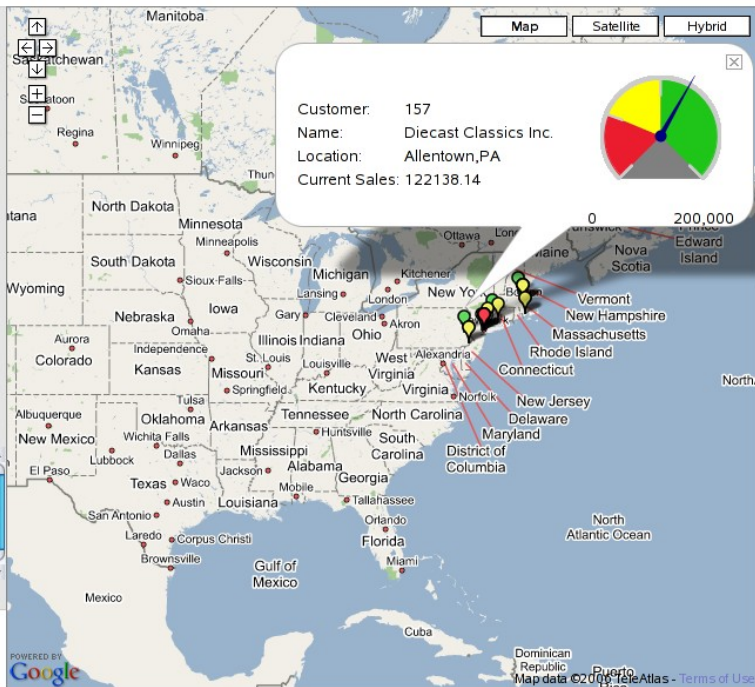 Manitoba
Map
Satellite
Hybrid
Saskatchewan
Saskatoon
Regina
Winnipeg
Customer: 157
Name: Diecast Classics Inc.
Location: Allentown,PA
Current Sales: 122138.14
0 200,000
North Dakota
Minnesota
Minneapolis
Ottawa
Maine
Prince
Edward
Island
Nova
Scotia
South Dakota
Sioux-Falls
Wisconsin
Michigan
Kitchener
Lansing
London
Wyoming
Nebraska
Omaha
Iowa
Gary
Cleveland
Akron
Ohio
Illinois
Indiana
Vermont
New Hampshire
Massachusetts
Rhode Island
Connecticut
Aurora
Colorado
Independence
Kansas
Missouri
St. Louis
Springfield
Louisville
Kentucky
West
Virginia
Alexandria
Virginia
Norfolk
New Jersey
Delaware
Maryland
District of
Columbia
Tulsa
Oklahoma
Arkansas
Tennessee
North Carolina
Albuquerque
New Mexico
Wichita Falls
Lubbock
Dallas
Mississippi
Huntsville
South
Carolina
El Paso
Texas
Waco
Jackson
Alabama
Georgia
Austin
Louisiana
Mobile
Tallahassee
San Antonio
Laredo
Corpus Christi
Brownsville
Orlando
Florida
Miami
North
Atlantic Ocean
Gulf of
Mexico
Mexico
Cuba
Dominican
Republic
POWERED BY
Google
Map data ©2006 TeleAtlas - Terms of Use